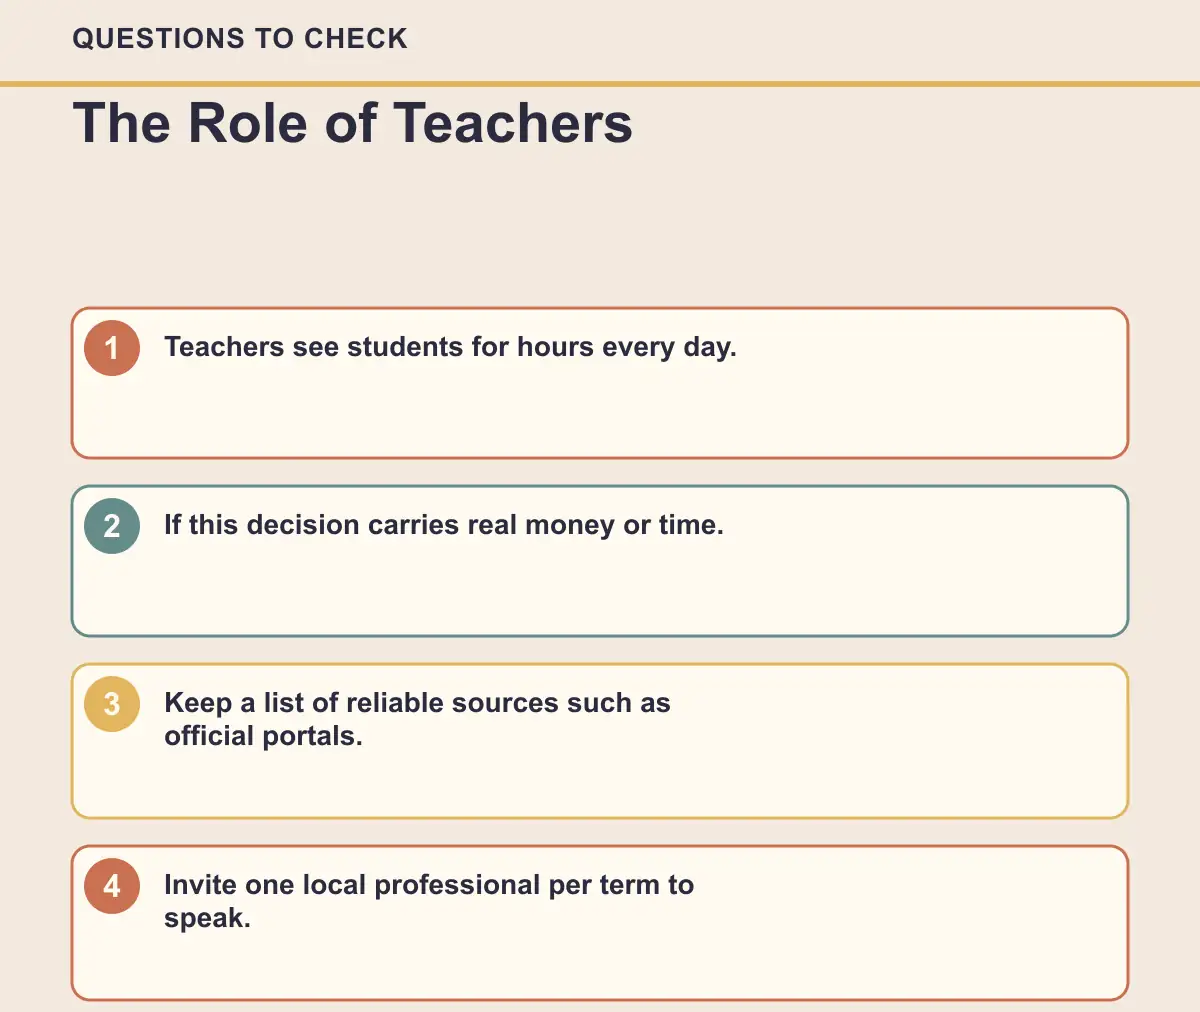 QUESTIONS TO CHECK
The Role of Teachers
1
Teachers see students for hours every day.
2
If this decision carries real money or time.
3
Keep a list of reliable sources such as
official portals.
4
Invite one local professional per term to
speak.